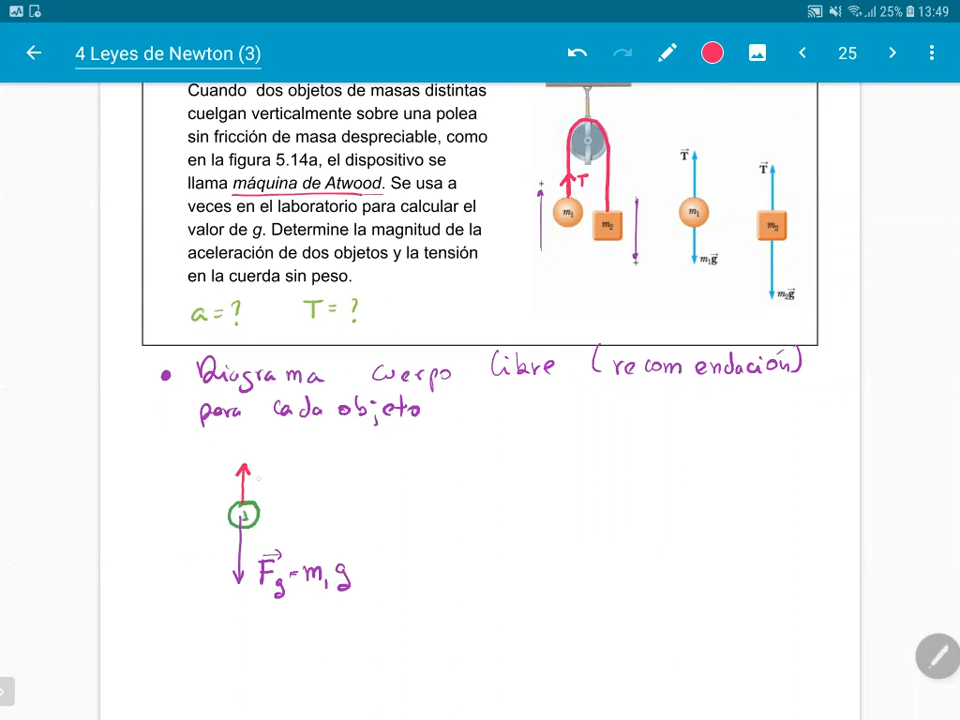 25% 13:49
4 Leyes de Newton (3)
25
Cuando dos objetos de masas distintas
cuelgan verticalmente sobre una polea
sin fricción de masa despreciable, como
en la figura 5.14a, el dispositivo se
llama máquina de Atwood. Se usa a
veces en el laboratorio para calcular el
valor de g. Determine la magnitud de la
aceleración de dos objetos y la tensión
en la cuerda sin peso.
a = ? T = ?
T
+
m₁
m₂
+
T⃗
m₁
m₁g⃗
T⃗
m₂
m₂g⃗
• Diagrama cuerpo libre (recomendación)
para cada objeto
1
F⃗g = m₁ g